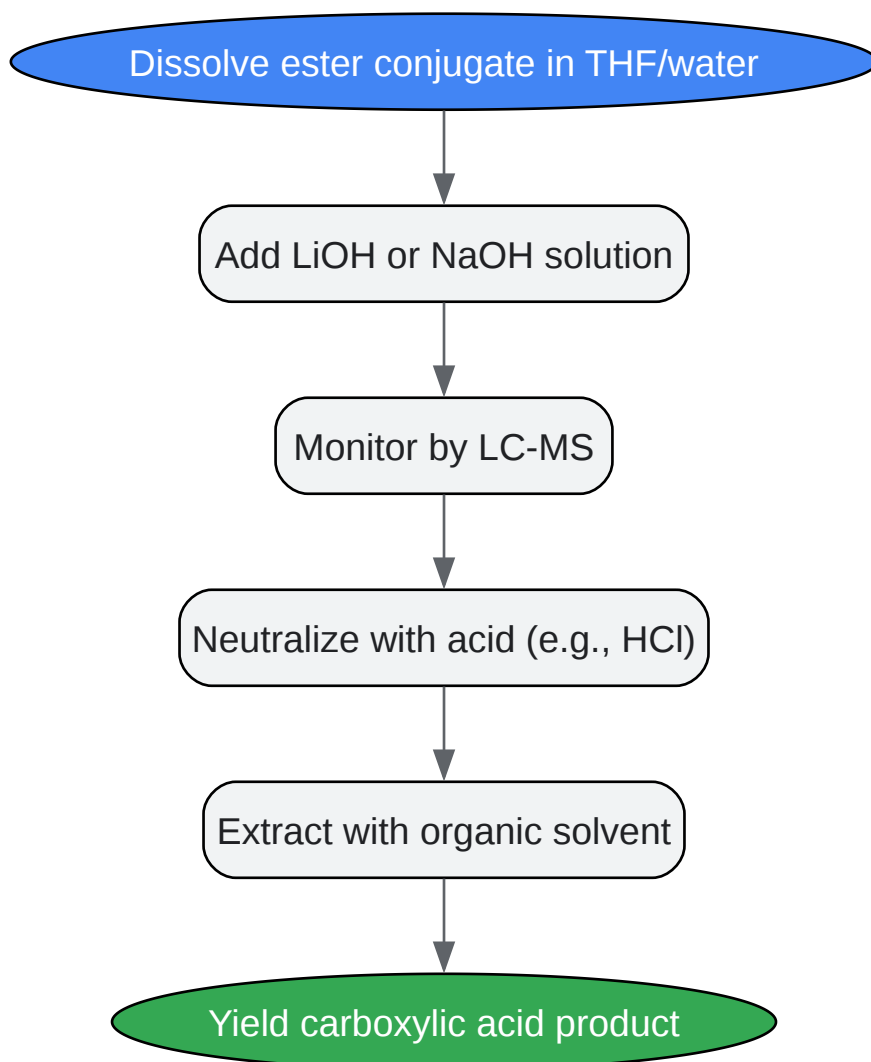 Dissolve ester conjugate in THF/water
Add LiOH or NaOH solution
Monitor by LC-MS
Neutralize with acid (e.g., HCl)
Extract with organic solvent
Yield carboxylic acid product